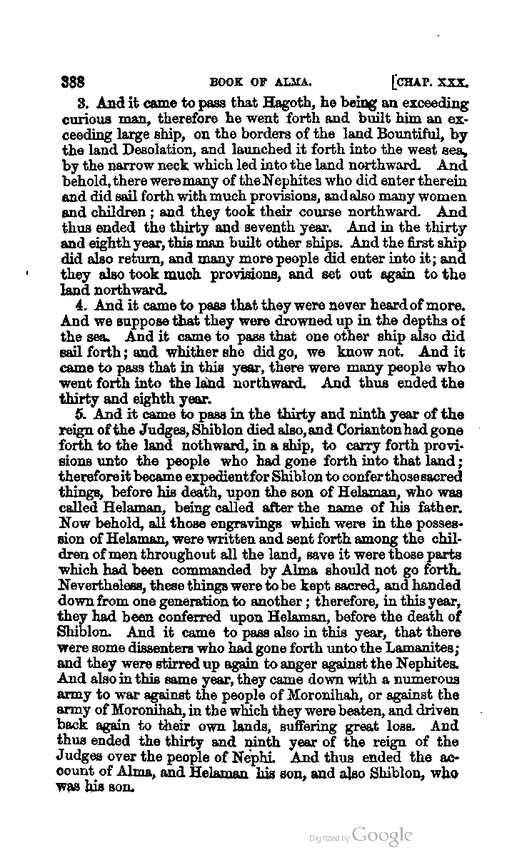 388 BOOK OF ALMA. [CHAP. XXX.
3. And it came to pass that Hagoth, he being an exceeding
curious man, therefore he went forth and built him an ex-
ceeding large ship, on the borders of the land Bountiful, by
the land Desolation, and launched it forth into the west sea,
by the narrow neck which led into the land northward. And
behold, there were many of the Nephites who did enter therein
and did sail forth with much provisions, and also many women
and children; and they took their course northward. And
thus ended the thirty and seventh year. And in the thirty
and eighth year, this man built other ships. And the first ship
did also return, and many more people did enter into it; and
they also took much provisions, and set out again to the
land northward.
4. And it came to pass that they were never heard of more.
And we suppose that they were drowned up in the depths of
the sea. And it came to pass that one other ship also did
sail forth; and whither she did go, we know not. And it
came to pass that in this year, there were many people who
went forth into the land northward. And thus ended the
thirty and eighth year.
5. And it came to pass in the thirty and ninth year of the
reign of the Judges, Shiblon died also, and Corianton had gone
forth to the land nothward, in a ship, to carry forth provi-
sions unto the people who had gone forth into that land;
therefore it became expedient for Shiblon to confer those sacred
things, before his death, upon the son of Helaman, who was
called Helaman, being called after the name of his father.
Now behold, all those engravings which were in the posses-
sion of Helaman, were written and sent forth among the chil-
dren of men throughout all the land, save it were those parts
which had been commanded by Alma should not go forth.
Nevertheless, these things were to be kept sacred, and handed
down from one generation to another; therefore, in this year,
they had been conferred upon Helaman, before the death of
Shiblon. And it came to pass also in this year, that there
were some dissenters who had gone forth unto the Lamanites;
and they were stirred up again to anger against the Nephites.
And also in this same year, they came down with a numerous
army to war against the people of Moronihah, or against the
army of Moronihah, in the which they were beaten, and driven
back again to their own lands, suffering great loss. And
thus ended the thirty and ninth year of the reign of the
Judges over the people of Nephi. And thus ended the ac-
count of Alma, and Helaman his son, and also Shiblon, who
was his son.
Digitized by Google